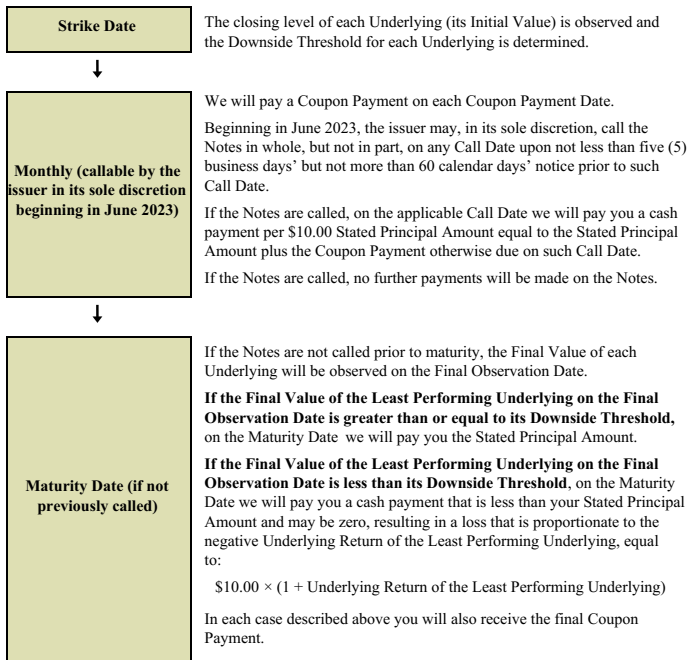 Strike Date
The closing level of each Underlying (its Initial Value) is observed and
the Downside Threshold for each Underlying is determined.
Monthly (callable by the
issuer in its sole discretion
beginning in June 2023)
We will pay a Coupon Payment on each Coupon Payment Date.
Beginning in June 2023, the issuer may, in its sole discretion, call the
Notes in whole, but not in part, on any Call Date upon not less than five (5)
business days’ but not more than 60 calendar days’ notice prior to such
Call Date.
If the Notes are called, on the applicable Call Date we will pay you a cash
payment per $10.00 Stated Principal Amount equal to the Stated Principal
Amount plus the Coupon Payment otherwise due on such Call Date.
If the Notes are called, no further payments will be made on the Notes.
Maturity Date (if not
previously called)
If the Notes are not called prior to maturity, the Final Value of each
Underlying will be observed on the Final Observation Date.
If the Final Value of the Least Performing Underlying on the Final
Observation Date is greater than or equal to its Downside Threshold,
on the Maturity Date we will pay you the Stated Principal Amount.
If the Final Value of the Least Performing Underlying on the Final
Observation Date is less than its Downside Threshold, on the Maturity
Date we will pay you a cash payment that is less than your Stated Principal
Amount and may be zero, resulting in a loss that is proportionate to the
negative Underlying Return of the Least Performing Underlying, equal
to:
$10.00 × (1 + Underlying Return of the Least Performing Underlying)
In each case described above you will also receive the final Coupon
Payment.